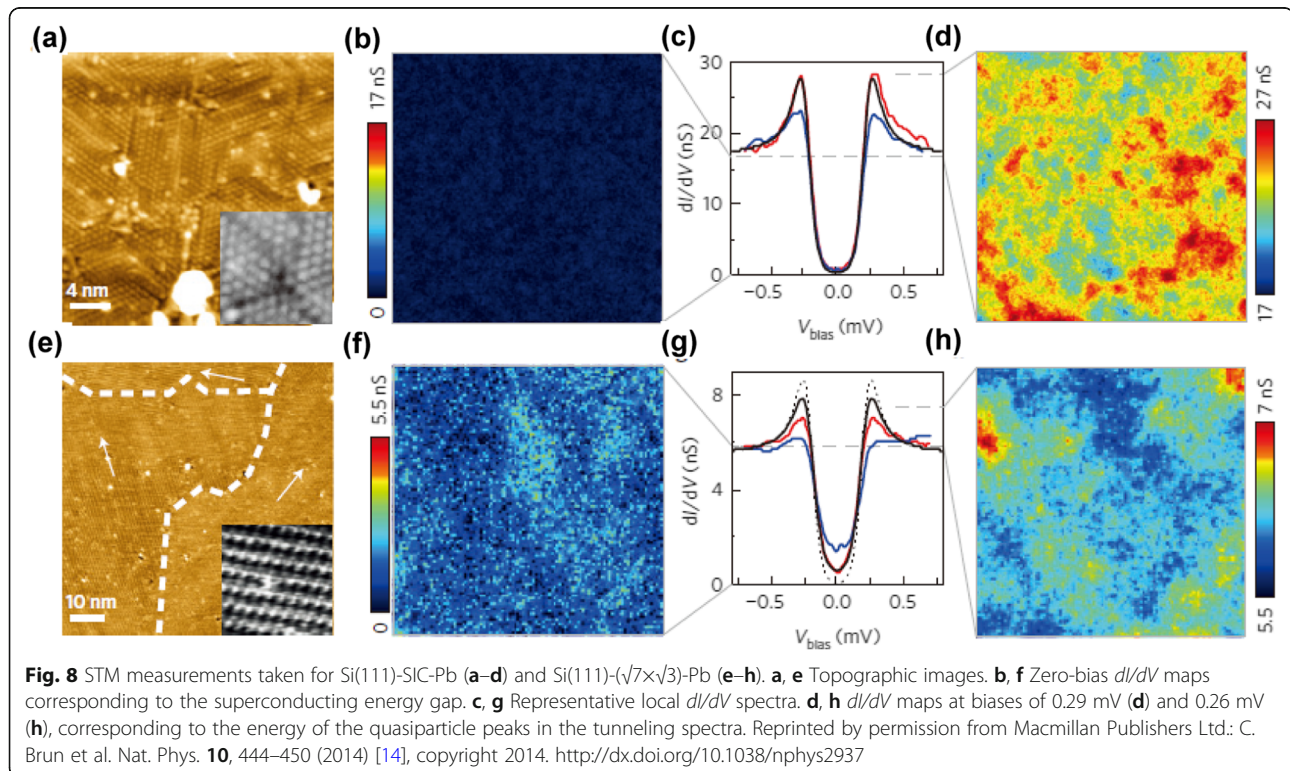 (a)
(b)
(c)
(d)
17 nS
0
4 nm
30
20
10
0
dI/dV (nS)
−0.5
0.0
0.5
Vbias (mV)
27 nS
17
(e)
(f)
(g)
(h)
5.5 nS
0
10 nm
8
4
0
dI/dV (nS)
−0.5
0.0
0.5
Vbias (mV)
7 nS
5.5
Fig. 8 STM measurements taken for Si(111)-SIC-Pb (a–d) and Si(111)-(√7×√3)-Pb (e–h). a, e Topographic images. b, f Zero-bias dI/dV maps
corresponding to the superconducting energy gap. c, g Representative local dI/dV spectra. d, h dI/dV maps at biases of 0.29 mV (d) and 0.26 mV
(h), corresponding to the energy of the quasiparticle peaks in the tunneling spectra. Reprinted by permission from Macmillan Publishers Ltd.: C.
Brun et al. Nat. Phys. 10, 444–450 (2014) [14], copyright 2014. http://dx.doi.org/10.1038/nphys2937